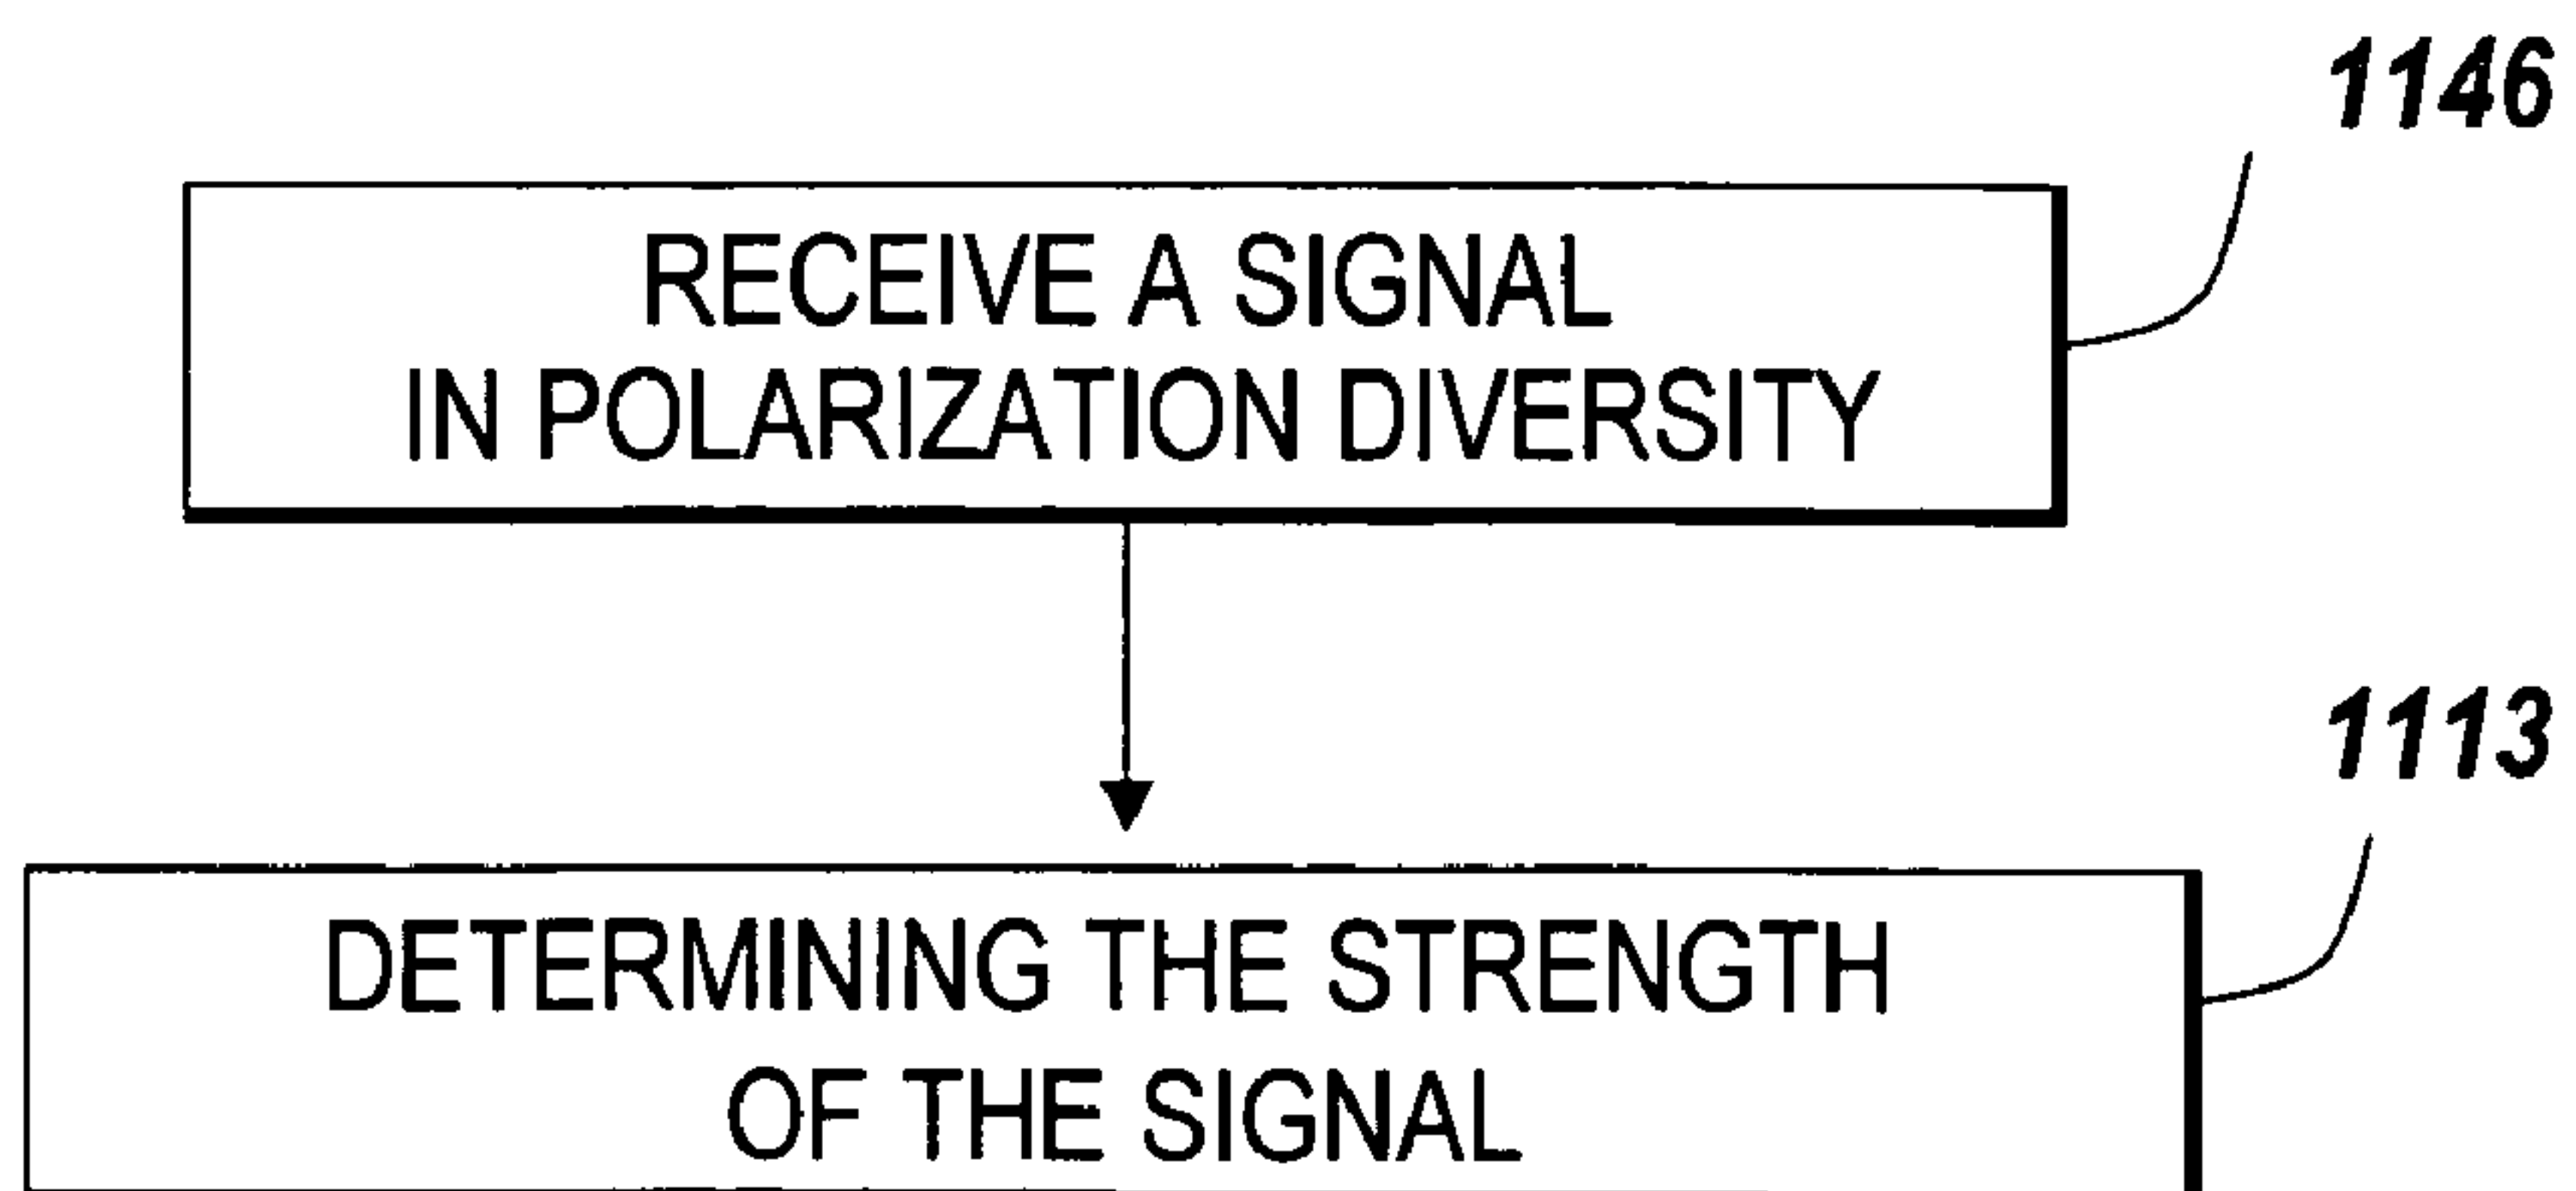 1146
RECEIVE A SIGNAL
IN POLARIZATION DIVERSITY
1113
DETERMINING THE STRENGTH
OF THE SIGNAL